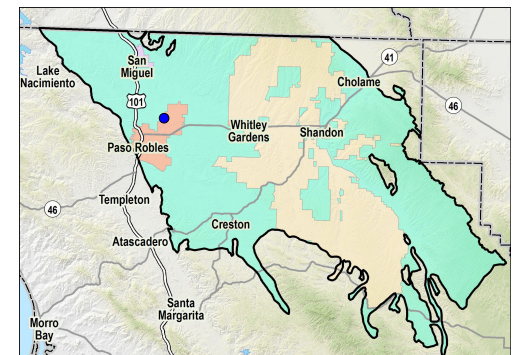 41
San
Miguel
Lake
Nacimiento
Cholame
101
46
Whitley
Gardens
Shandon
Paso Robles
Templeton
46
Creston
Atascadero
Santa
Margarita
Morro
Bay